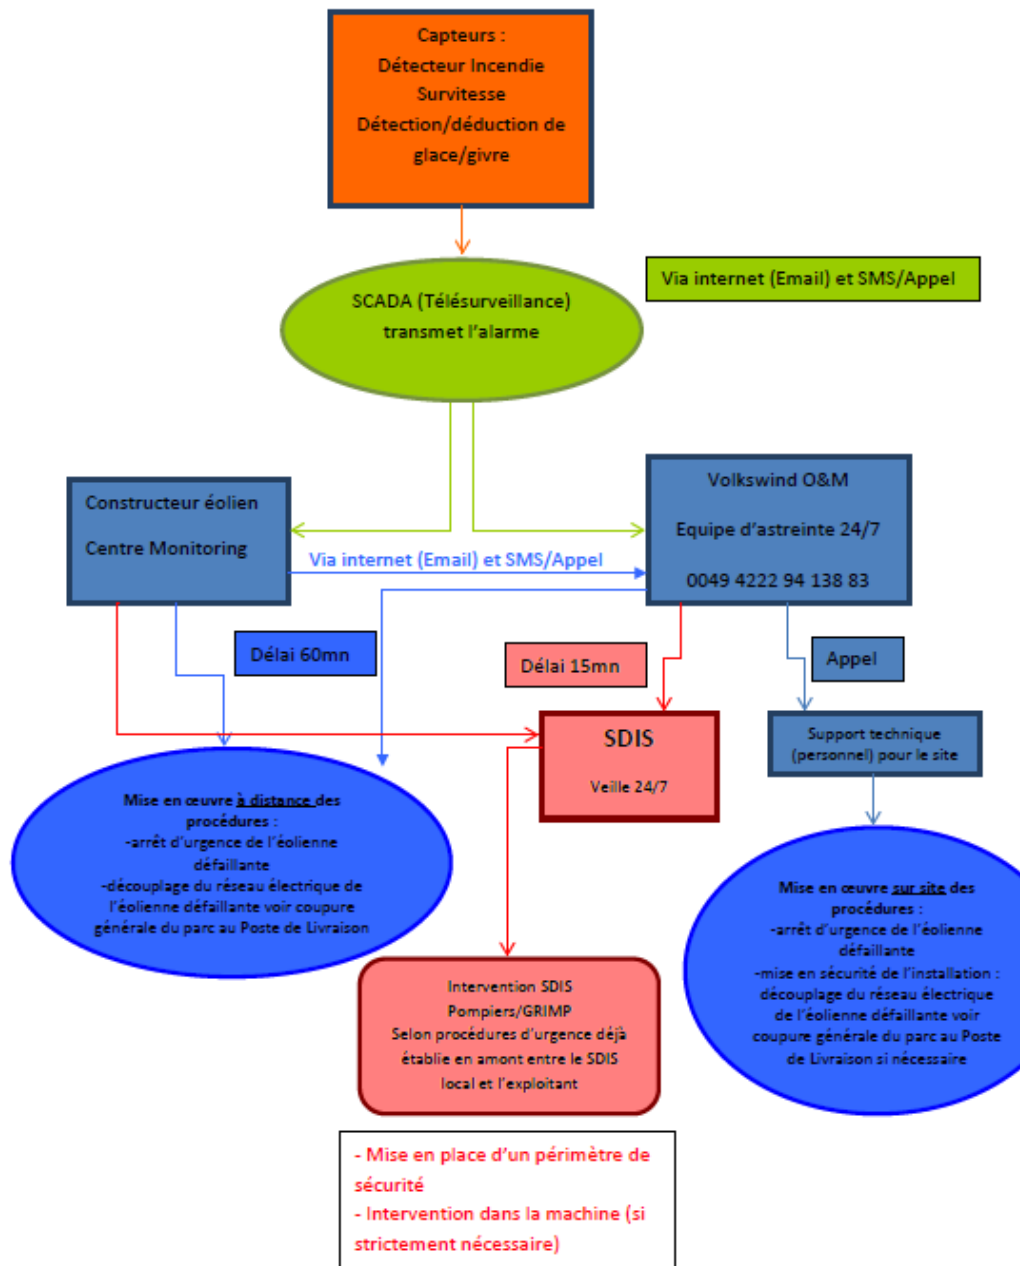 Capteurs :
Détecteur Incendie
Survitesse
Détection/déduction de
glace/givre
Via internet (Email) et SMS/Appel
SCADA (Télésurveillance)
transmet l'alarme
Constructeur éolien
Centre Monitoring
Volkswind O&M
Equipe d'astreinte 24/7
0049 4222 94 138 83
Via internet (Email) et SMS/Appel
Délai 60mn
Délai 15mn
Appel
SDIS
Veille 24/7
Support technique
(personnel) pour le site
Mise en œuvre à distance des
procédures :
-arrêt d'urgence de l'éolienne
défaillante
-découplage du réseau électrique de
l'éolienne défaillante voir coupure
générale du parc au Poste de Livraison
Mise en œuvre sur site des
procédures :
-arrêt d'urgence de l'éolienne
défaillante
-mise en sécurité de l'installation :
découplage du réseau électrique
de l'éolienne défaillante voir
coupure générale du parc au Poste
de Livraison si nécessaire
Intervention SDIS
Pompiers/GRIMP
Selon procédures d'urgence déjà
établie en amont entre le SDIS
local et l'exploitant
- Mise en place d'un périmètre de
sécurité
- Intervention dans la machine (si
strictement nécessaire)